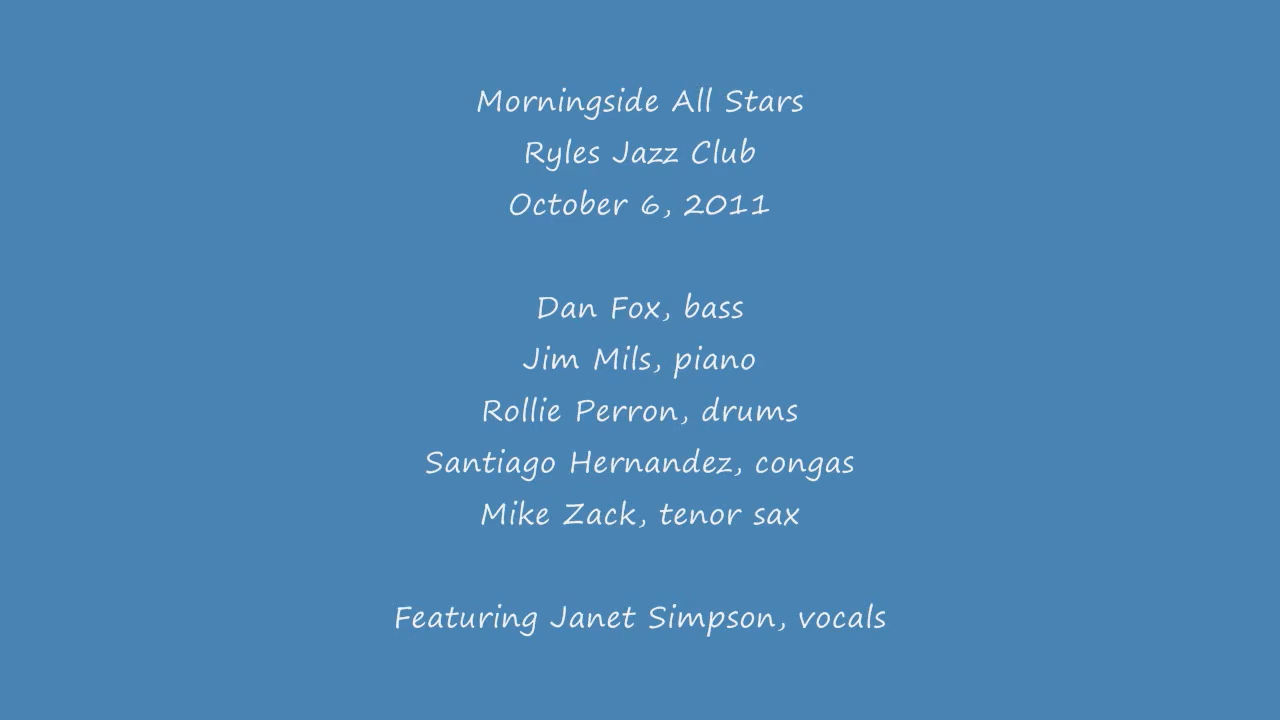 Morningside All Stars
Ryles Jazz Club
October 6, 2011
Dan Fox, bass
Jim Mils, piano
Rollie Perron, drums
Santiago Hernandez, congas
Mike Zack, tenor sax
Featuring Janet Simpson, vocals